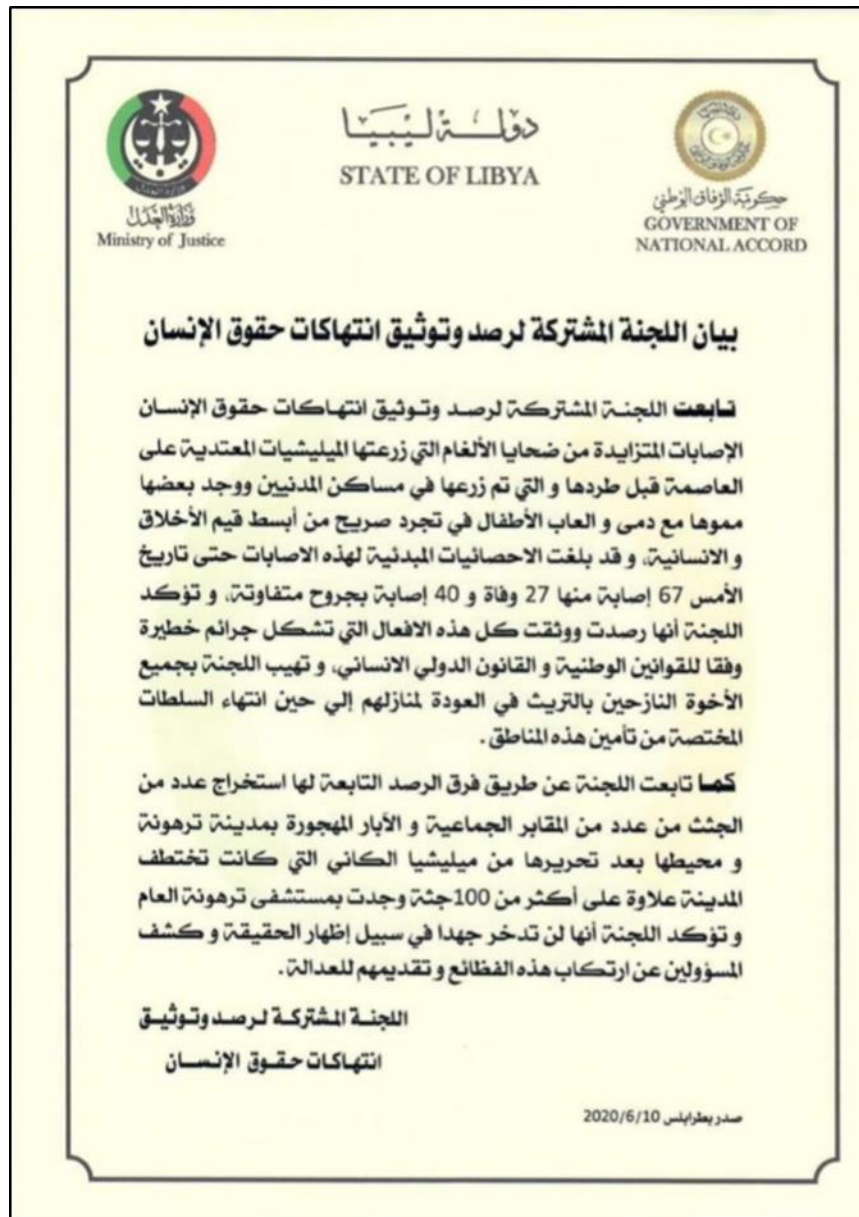 دولة ليبيا
STATE OF LIBYA
وزارة العدل
Ministry of Justice
حكومة الوفاق الوطني
GOVERNMENT OF
NATIONAL ACCORD
بيان اللجنة المشتركة لرصد وتوثيق انتهاكات حقوق الإنسان
تابعت اللجنة المشتركة لرصد وتوثيق انتهاكات حقوق الإنسان
الإصابات المتزايدة من ضحايا الألغام التي زرعتها الميليشيات المعتدية على
العاصمة قبل طردها و التي تم زرعها في مساكن المدنيين ووجد بعضها
مموها مع دمى و العاب الأطفال في تجرد صريح من أبسط قيم الأخلاق
و الانسانية، و قد بلغت الاحصائيات المبدئية لهذه الاصابات حتى تاريخ
الأمس 67 إصابة منها 27 وفاة و 40 إصابة بجروح متفاوتة، و تؤكد
اللجنة أنها رصدت ووثقت كل هذه الافعال التي تشكل جرائم خطيرة
وفقا للقوانين الوطنية و القانون الدولي الانساني، و تهيب اللجنة بجميع
الأخوة النازحين بالتريث في العودة لمنازلهم إلي حين انتهاء السلطات
المختصة من تأمين هذه المناطق .
كما تابعت اللجنة عن طريق فرق الرصد التابعة لها استخراج عدد من
الجثث من عدد من المقابر الجماعية و الآبار المهجورة بمدينة ترهونة
و محيطها بعد تحريرها من ميليشيا الكاني التي كانت تختطف
المدينة علاوة على أكثر من 100جثة وجدت بمستشفى ترهونة العام
و تؤكد اللجنة أنها لن تدخر جهدا في سبيل إظهار الحقيقة و كشف
المسؤولين عن ارتكاب هذه الفظائع و تقديمهم للعدالة .
اللجنة المشتركة لرصد وتوثيق
انتهاكات حقوق الإنسان
صدر بطرابلس 2020/6/10